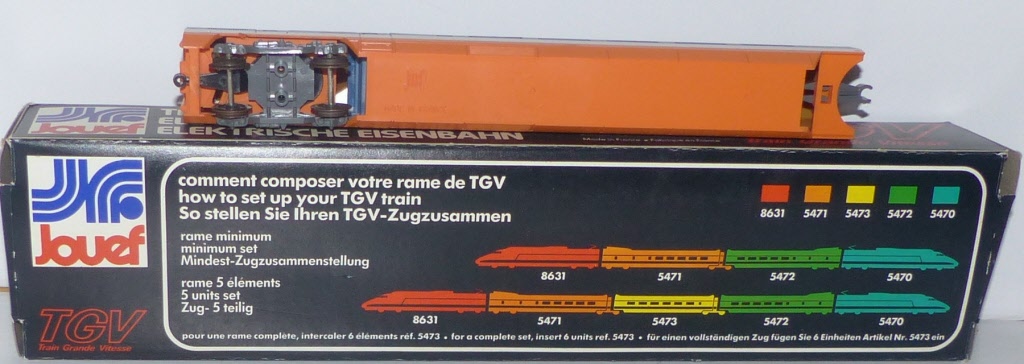 Jouef
ELEKTRISCHE EISENBAHN
TGV
Jouef
comment composer votre rame de TGV
how to set up your TGV train
So stellen Sie Ihren TGV-Zugzusammen
8631 5471 5473 5472 5470
rame minimum
minimum set
Mindest-Zugzusammenstellung
8631 5471 5472 5470
rame 5 éléments
5 units set
Zug- 5 teilig
8631 5471 5473 5472 5470
TGV
Train Grande Vitesse
pour une rame complète, intercaler 6 éléments réf. 5473 • for a complete set, insert 6 units ref. 5473 • für einen vollständigen Zug fügen Sie 6 Einheiten Artikel Nr. 5473 ein